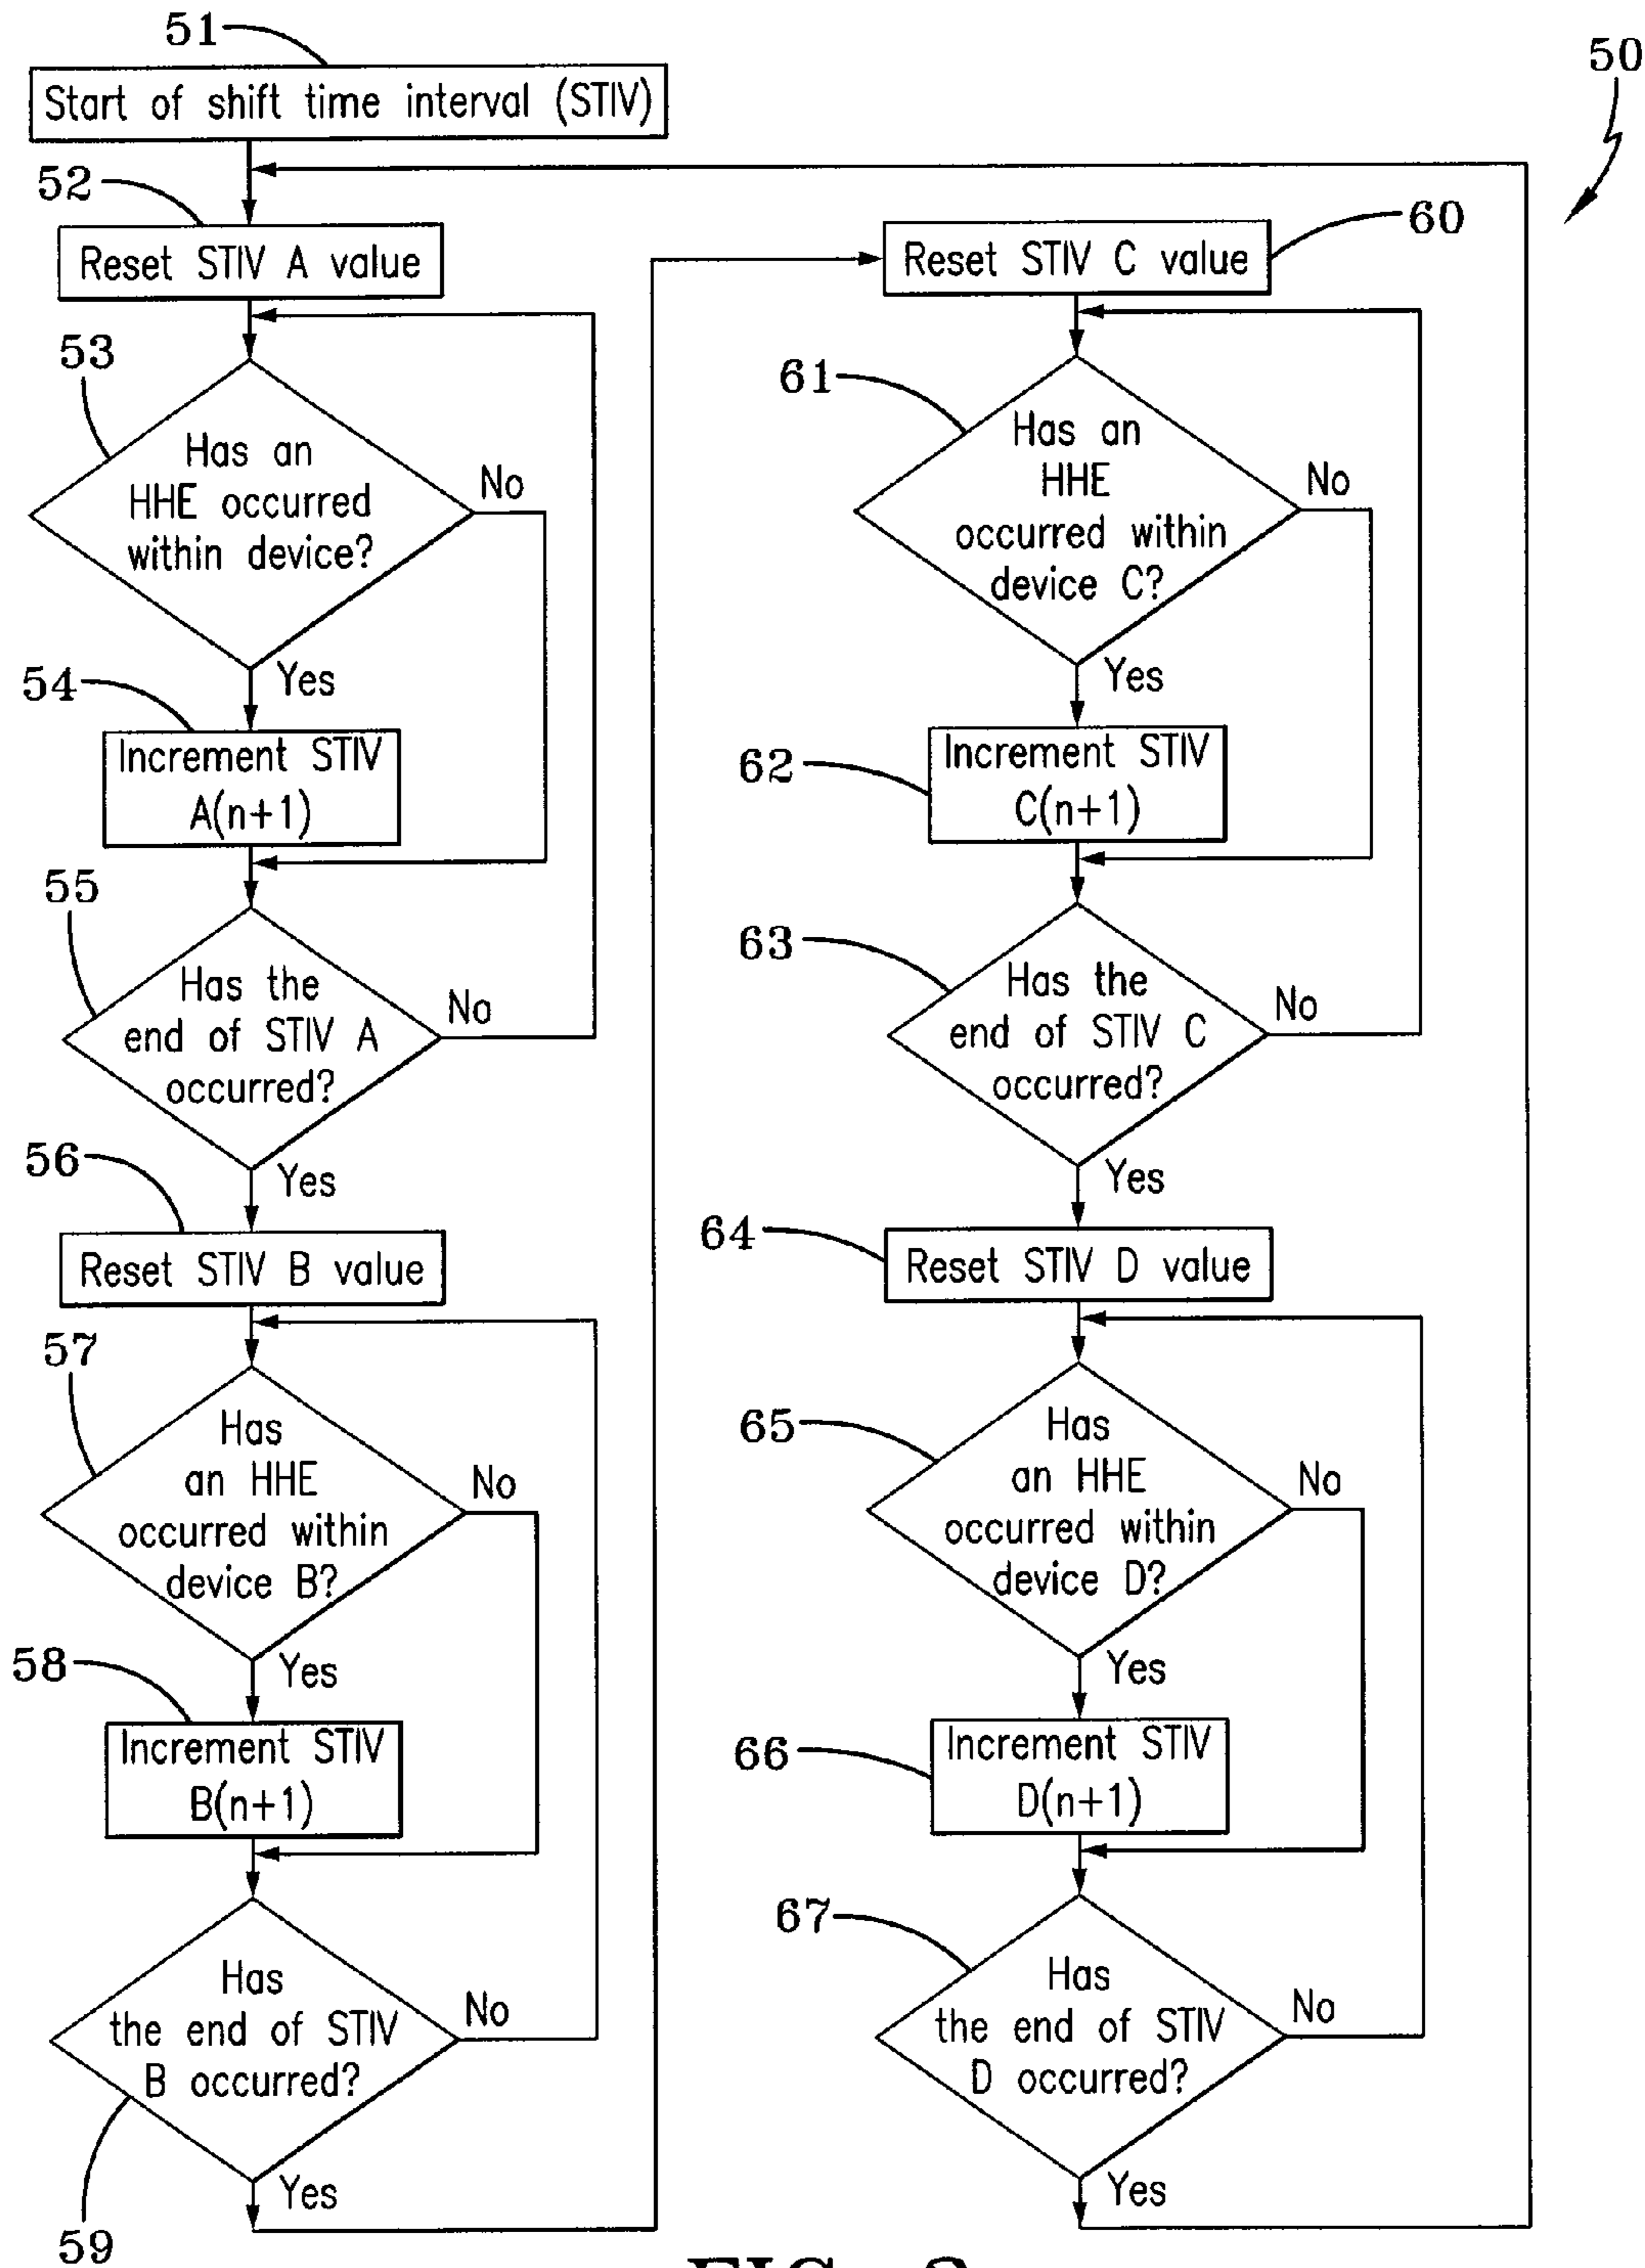 51
Start of shift time interval (STIV)
50
52
Reset STIV A value
53
Has an
HHE occurred
within device?
No
Yes
54
Increment STIV
A(n+1)
55
Has the
end of STIV A
occurred?
No
Yes
56
Reset STIV B value
57
Has
an HHE
occurred within
device B?
No
Yes
58
Increment STIV
B(n+1)
Has
the end of STIV
B occurred?
No
Yes
59
60
Reset STIV C value
61
Has an
HHE
occurred within
device C?
No
Yes
62
Increment STIV
C(n+1)
63
Has the
end of STIV C
occurred?
No
Yes
64
Reset STIV D value
65
Has
an HHE
occurred within
device D?
No
Yes
66
Increment STIV
D(n+1)
67
Has
the end of STIV
D occurred?
No
Yes